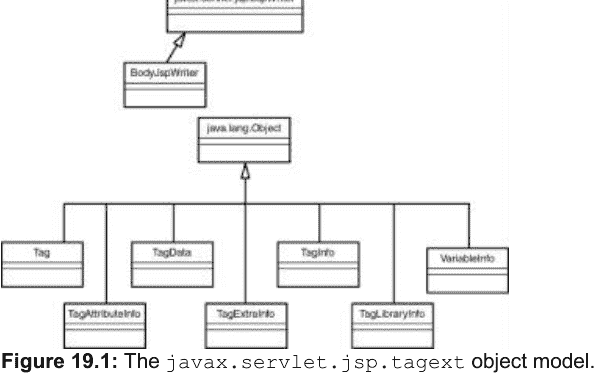 BodyJspWriter
java.lang.Object
Tag
TagData
TagInfo
VariableInfo
TagAttributeInfo
TagExtraInfo
TagLibraryInfo
Figure 19.1: The javax.servlet.jsp.tagext object model.